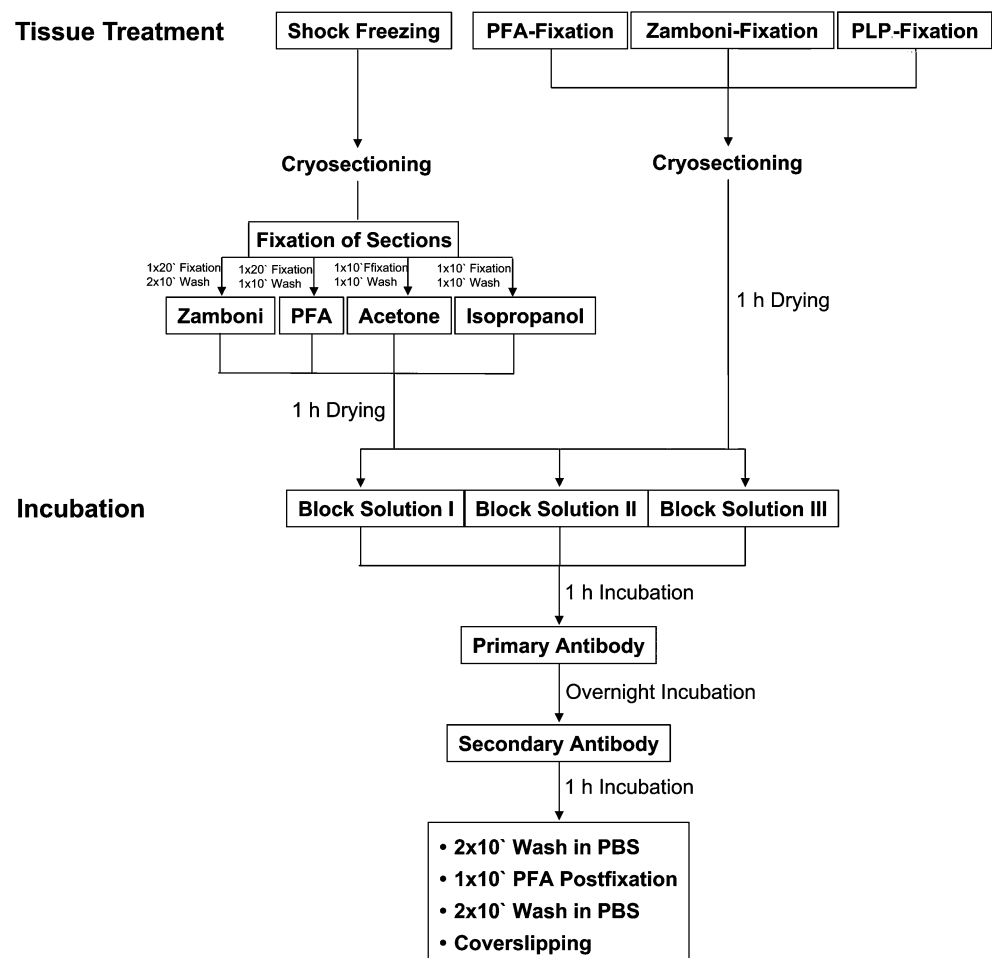 Tissue Treatment
Shock Freezing
PFA-Fixation
Zamboni-Fixation
PLP-Fixation
Cryosectioning
Cryosectioning
Fixation of Sections
1x20` Fixation
2x10` Wash
1x20` Fixation
1x10` Wash
1x10`Ffixation
1x10` Wash
1x10` Fixation
1x10` Wash
Zamboni
PFA
Acetone
Isopropanol
1 h Drying
1 h Drying
Incubation
Block Solution I
Block Solution II
Block Solution III
1 h Incubation
Primary Antibody
Overnight Incubation
Secondary Antibody
1 h Incubation
• 2x10` Wash in PBS
• 1x10` PFA Postfixation
• 2x10` Wash in PBS
• Coverslipping